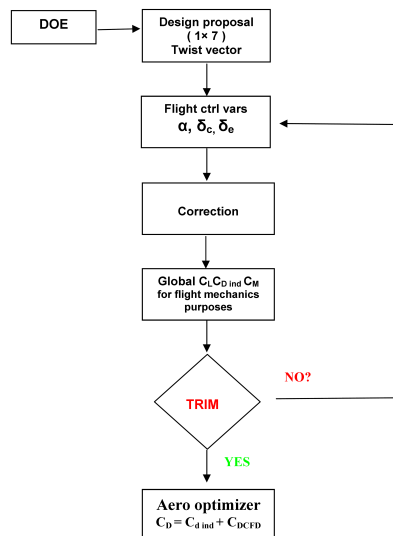 DOE
Design proposal
( 1× 7 )
Twist vector
Flight ctrl vars
α, δc, δe
Correction
Global CLCD ind CM
for flight mechanics
purposes
TRIM
NO?
YES
Aero optimizer
CD = Cd ind + CDCFD